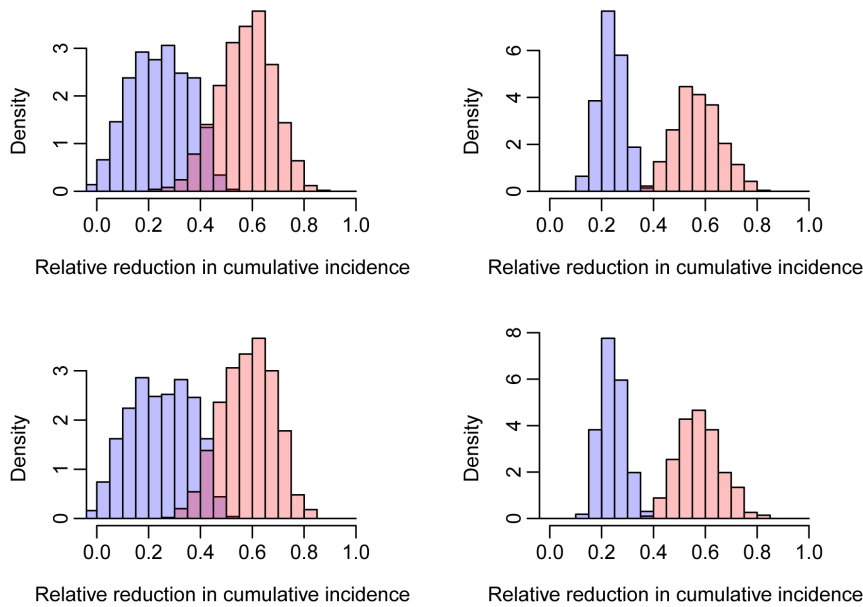 Density
0 1 2 3
0.0 0.2 0.4 0.6 0.8 1.0
Relative reduction in cumulative incidence
Density
0 2 4 6
0.0 0.2 0.4 0.6 0.8 1.0
Relative reduction in cumulative incidence
Density
0 1 2 3
0.0 0.2 0.4 0.6 0.8 1.0
Relative reduction in cumulative incidence
Density
0 2 4 6 8
0.0 0.2 0.4 0.6 0.8 1.0
Relative reduction in cumulative incidence